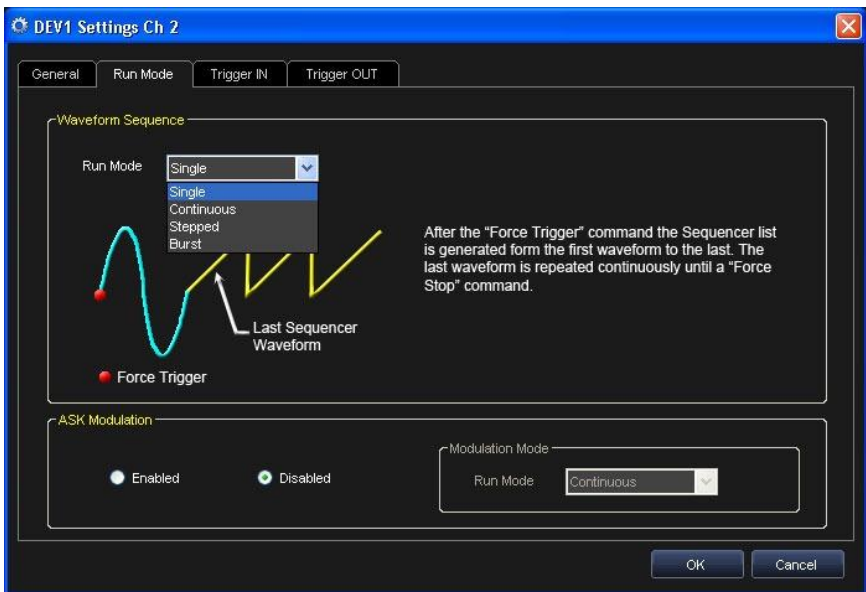 DEV1 Settings Ch 2
General
Run Mode
Trigger IN
Trigger OUT
Waveform Sequence
Run Mode
Single
Single
Continuous
Stepped
Burst
After the “Force Trigger” command the Sequencer list
is generated form the first waveform to the last. The
last waveform is repeated continuously until a “Force
Stop” command.
Last Sequencer
Waveform
Force Trigger
ASK Modulation
Enabled
Disabled
Modulation Mode
Run Mode
Continuous
OK
Cancel